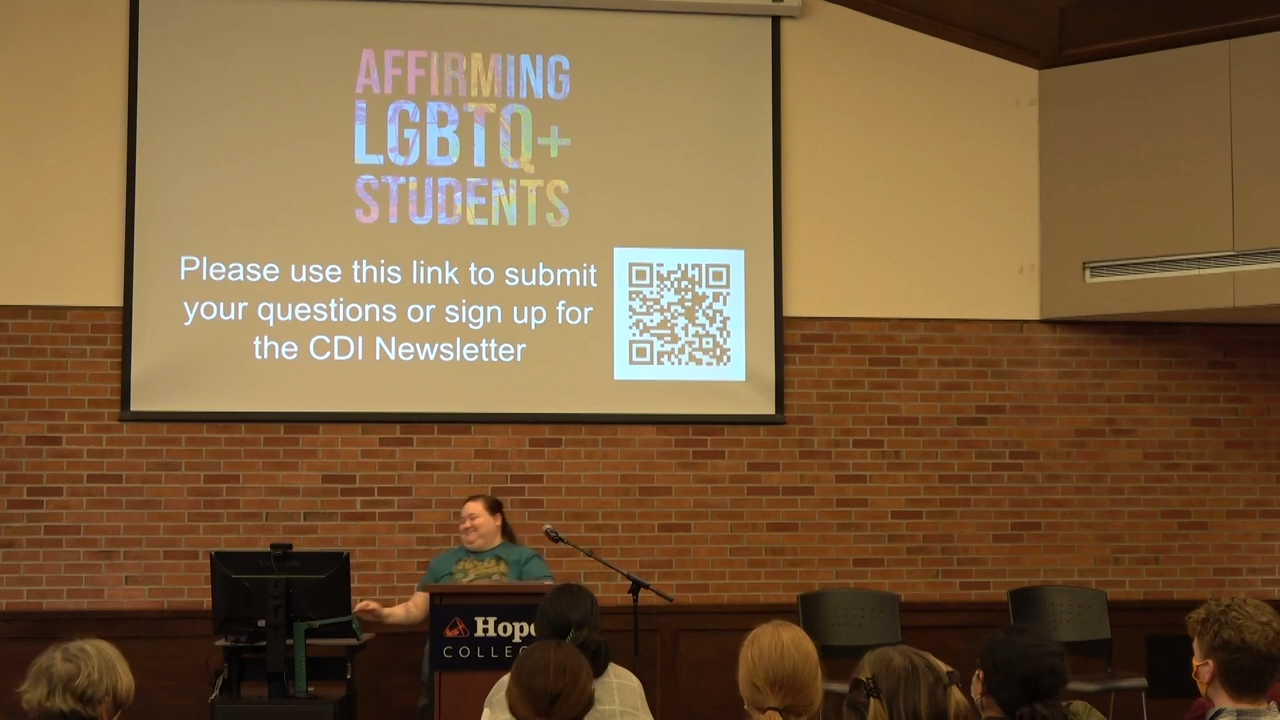 AFFIRMING
LGBTQ+
STUDENTS
Please use this link to submit
your questions or sign up for
the CDI Newsletter
Hope
COLLE